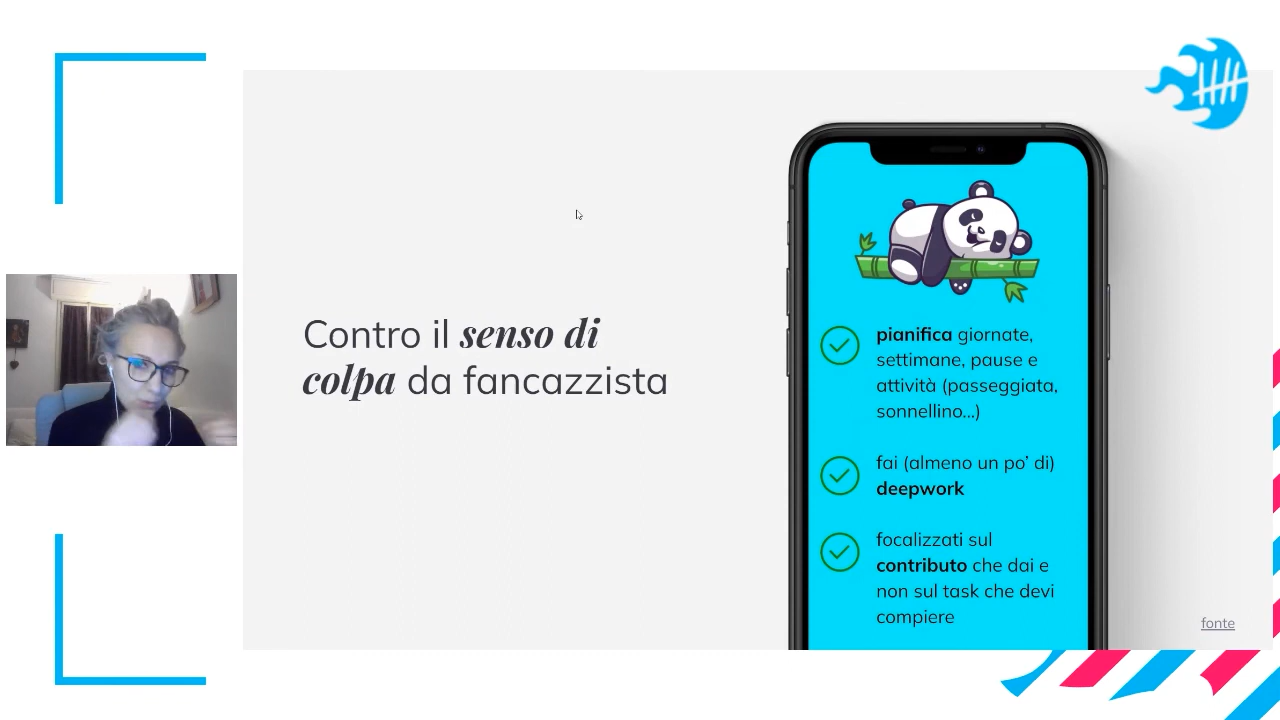 Contro il senso di
colpa da fancazzista
pianifica giornate,
settimane, pause e
attività (passeggiata,
sonnellino...)
fai (almeno un po’ di)
deepwork
focalizzati sul
contributo che dai e
non sul task che devi
compiere
fonte